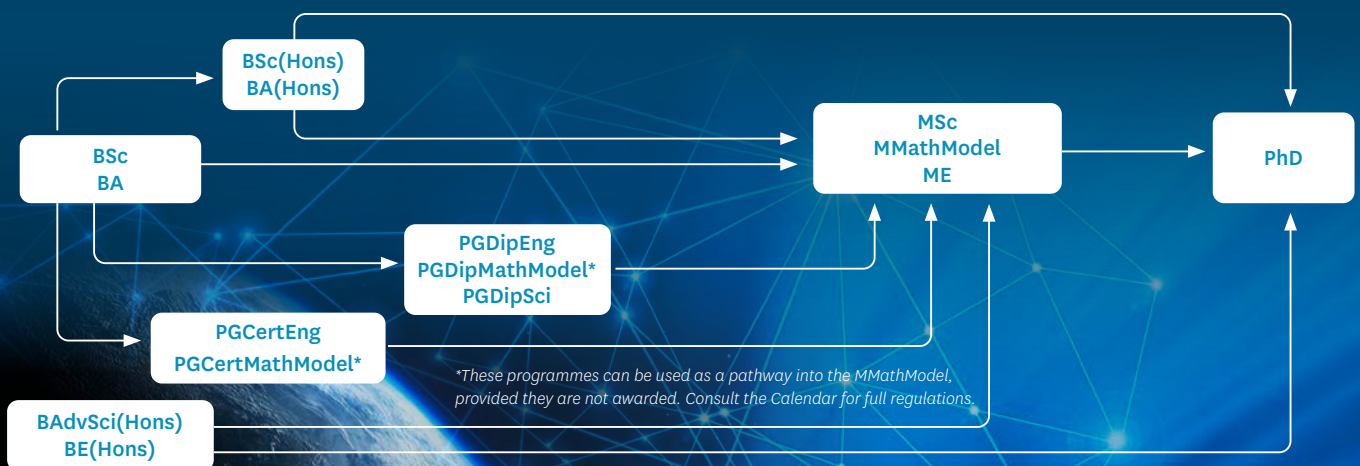 BSc(Hons)
BA(Hons)
BSc
BA
MSc
MMathModel
ME
PhD
PGDipEng
PGDipMathModel*
PGDipSci
PGCertEng
PGCertMathModel*
*These programmes can be used as a pathway into the MMathModel,
provided they are not awarded. Consult the Calendar for full regulations.
BAdvSci(Hons)
BE(Hons)